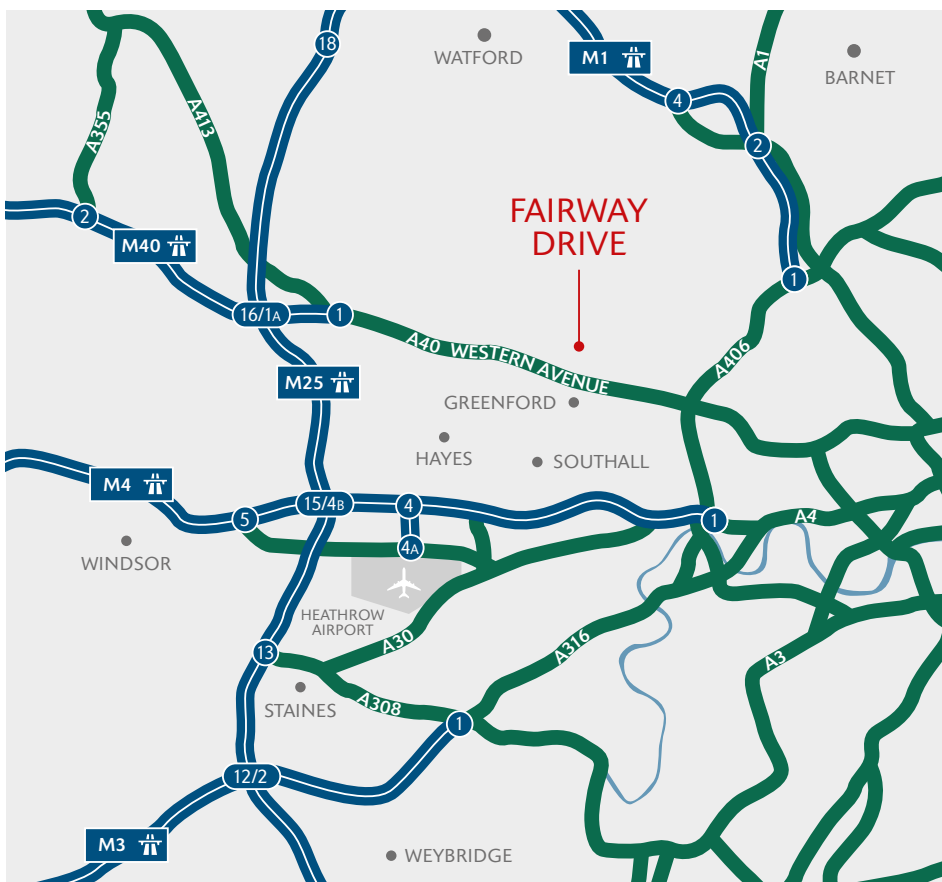 18
WATFORD
M1
A1
BARNET
4
A355
A413
2
2
M40
FAIRWAY
DRIVE
1
16/1A
1
A40 WESTERN AVENUE
A406
M25
GREENFORD
HAYES
SOUTHALL
M4
15/4B
4
5
1
A4
4A
WINDSOR
HEATHROW
AIRPORT
A30
A316
13
A3
STAINES
A308
1
12/2
M3
WEYBRIDGE